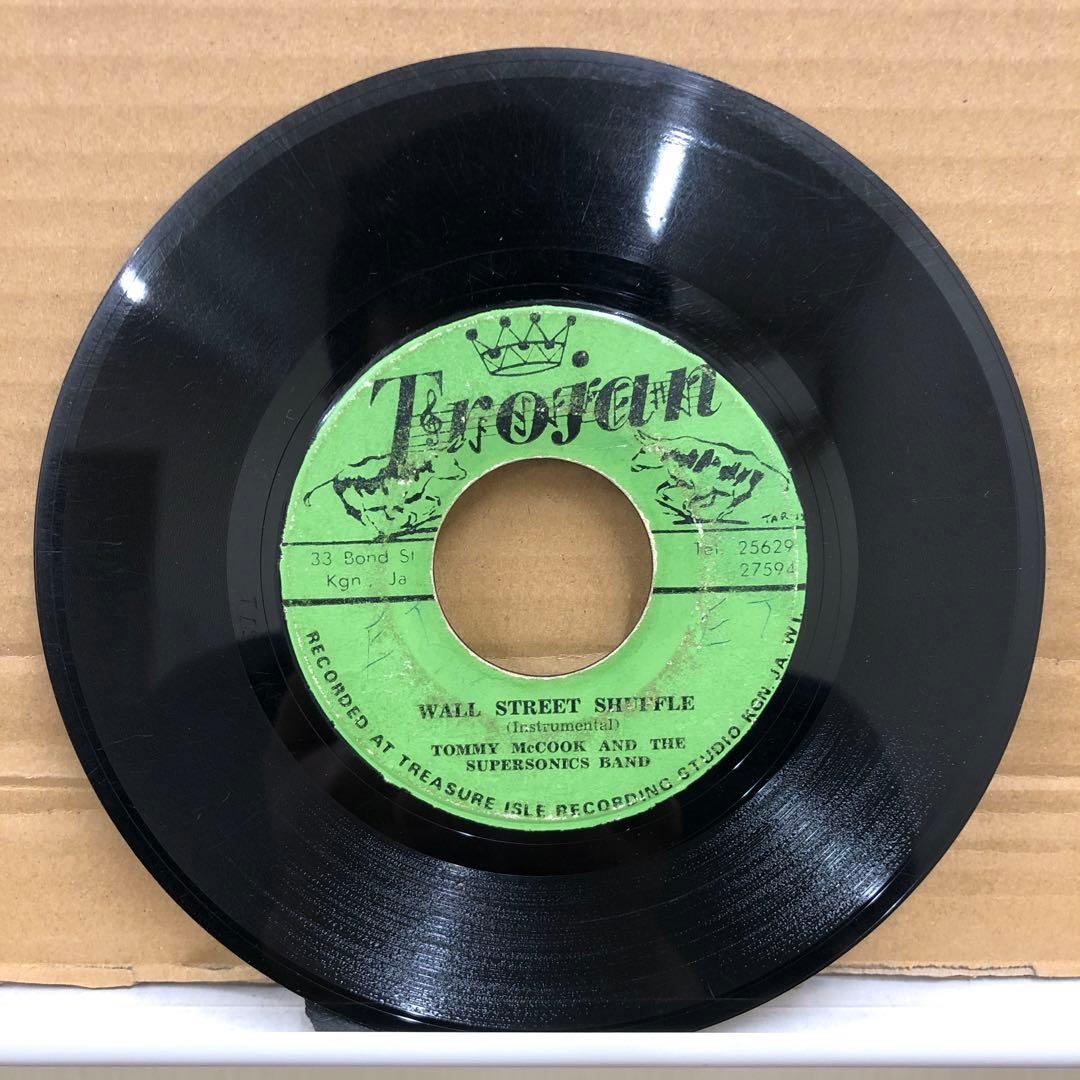 Trojan
33 Bond St
Kgn., Ja
Tel. 25629
27594
WALL STREET SHUFFLE
(Instrumental)
TOMMY McCOOK AND THE
SUPERSONICS BAND
RECORDED AT TREASURE ISLE RECORDING STUDIO KGN. JA. W.I.